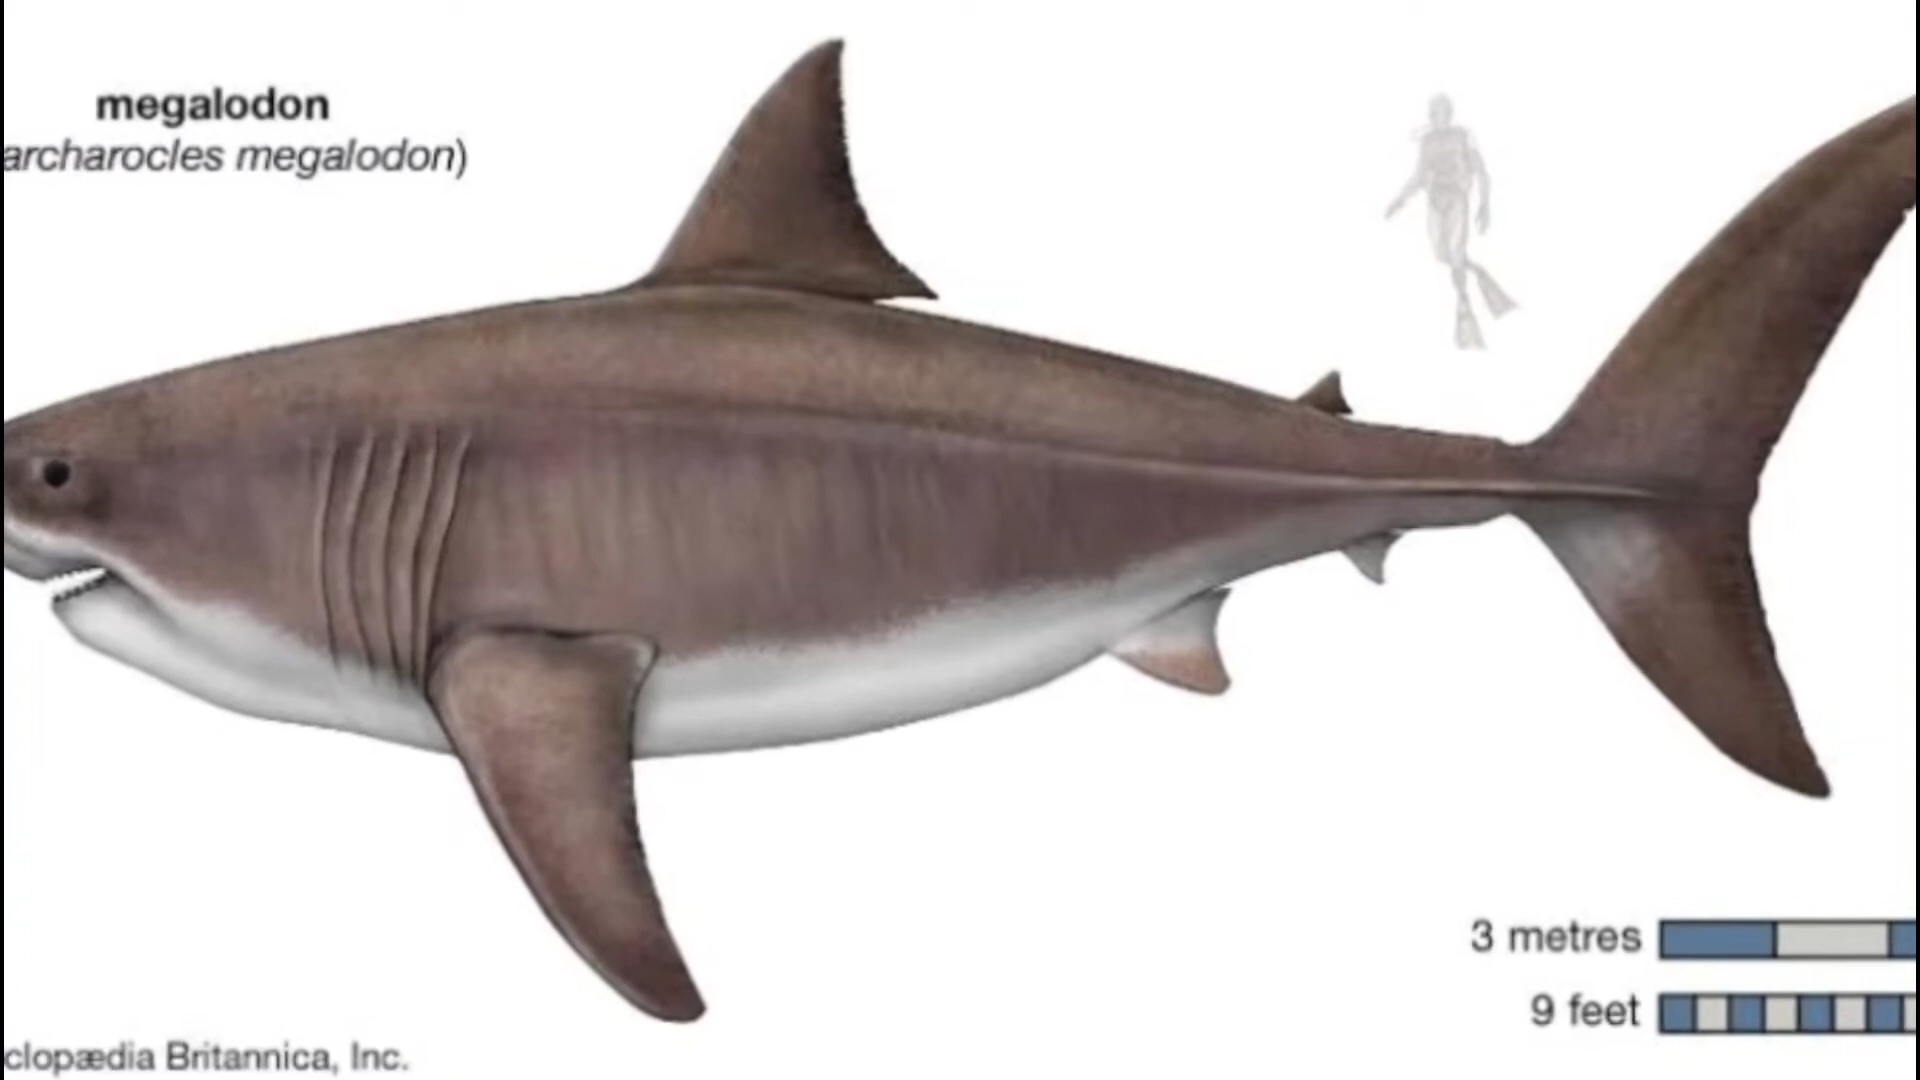 megalodon
archarocles megalodon)
3 metres
9 feet
clopædia Britannica, Inc.